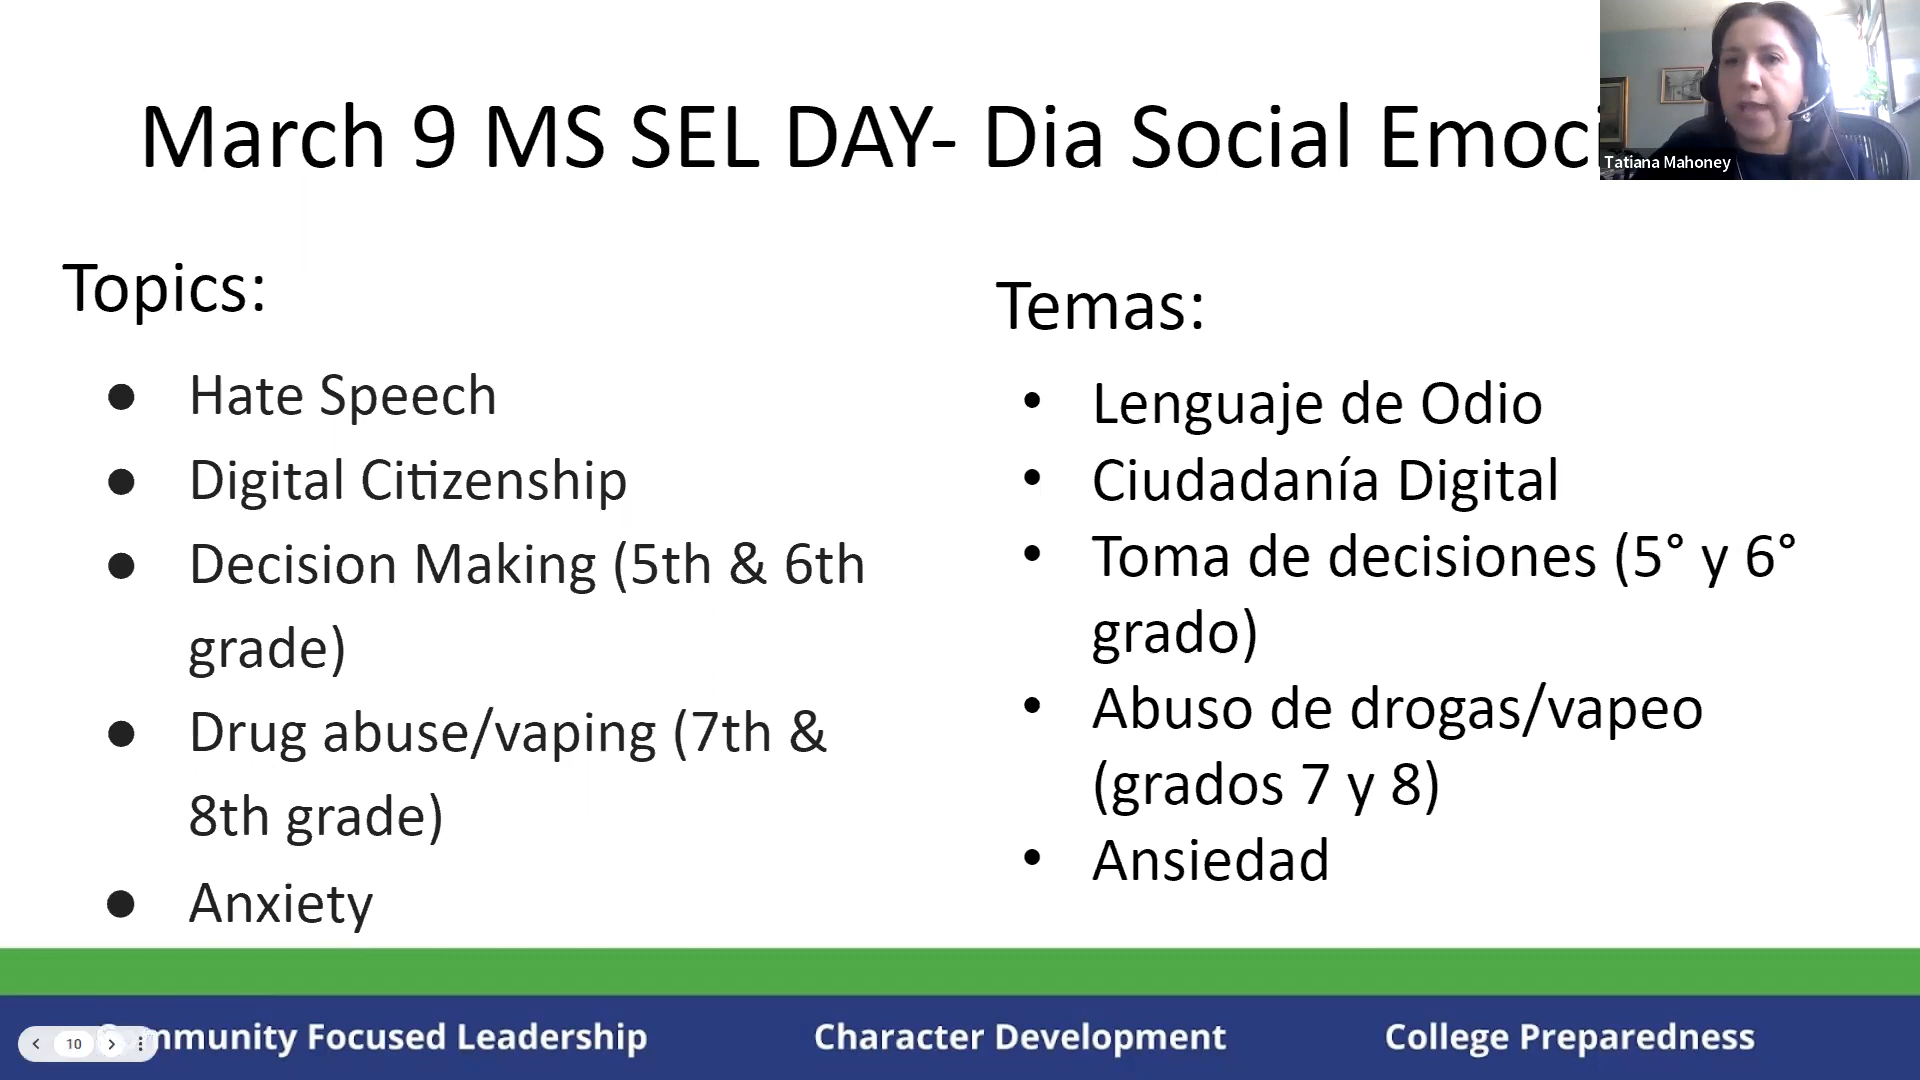 March 9 MS SEL DAY- Dia Social Emoci
Tatiana Mahoney
Topics:
● Hate Speech
● Digital Citizenship
● Decision Making (5th & 6th
grade)
● Drug abuse/vaping (7th &
8th grade)
● Anxiety
Temas:
• Lenguaje de Odio
• Ciudadanía Digital
• Toma de decisiones (5° y 6°
grado)
• Abuso de drogas/vapeo
(grados 7 y 8)
• Ansiedad
Focused Leadership
Character Development
College Preparedness
10